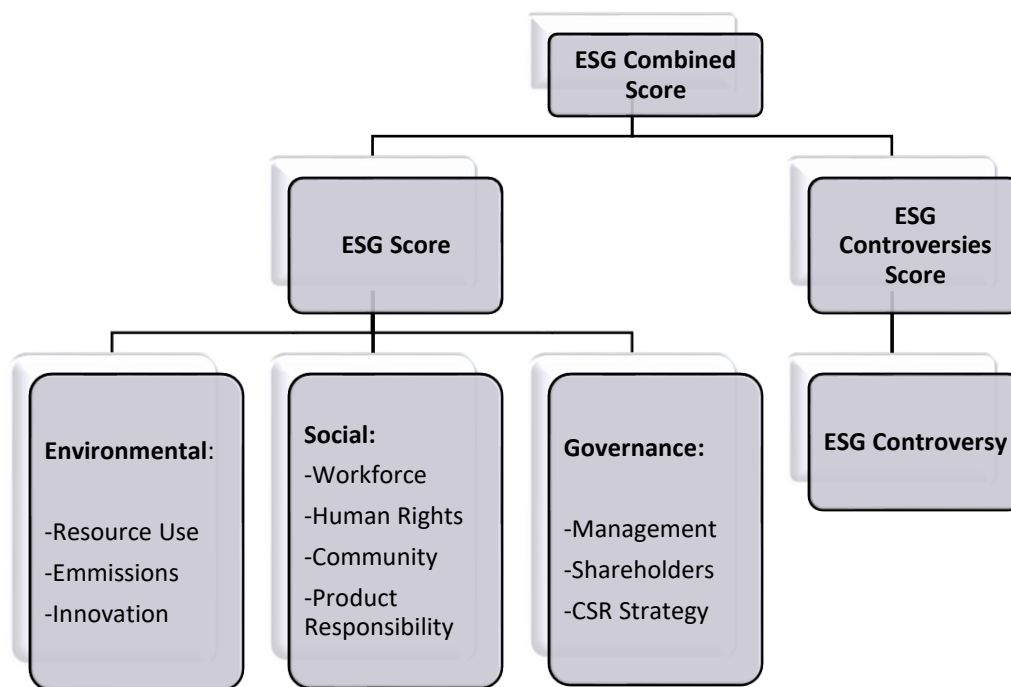 ESG Combined
Score
ESG Score
ESG
Controversies
Score
Environmental:
-Resource Use
-Emmissions
-Innovation
Social:
-Workforce
-Human Rights
-Community
-Product
Responsibility
Governance:
-Management
-Shareholders
-CSR Strategy
ESG Controversy